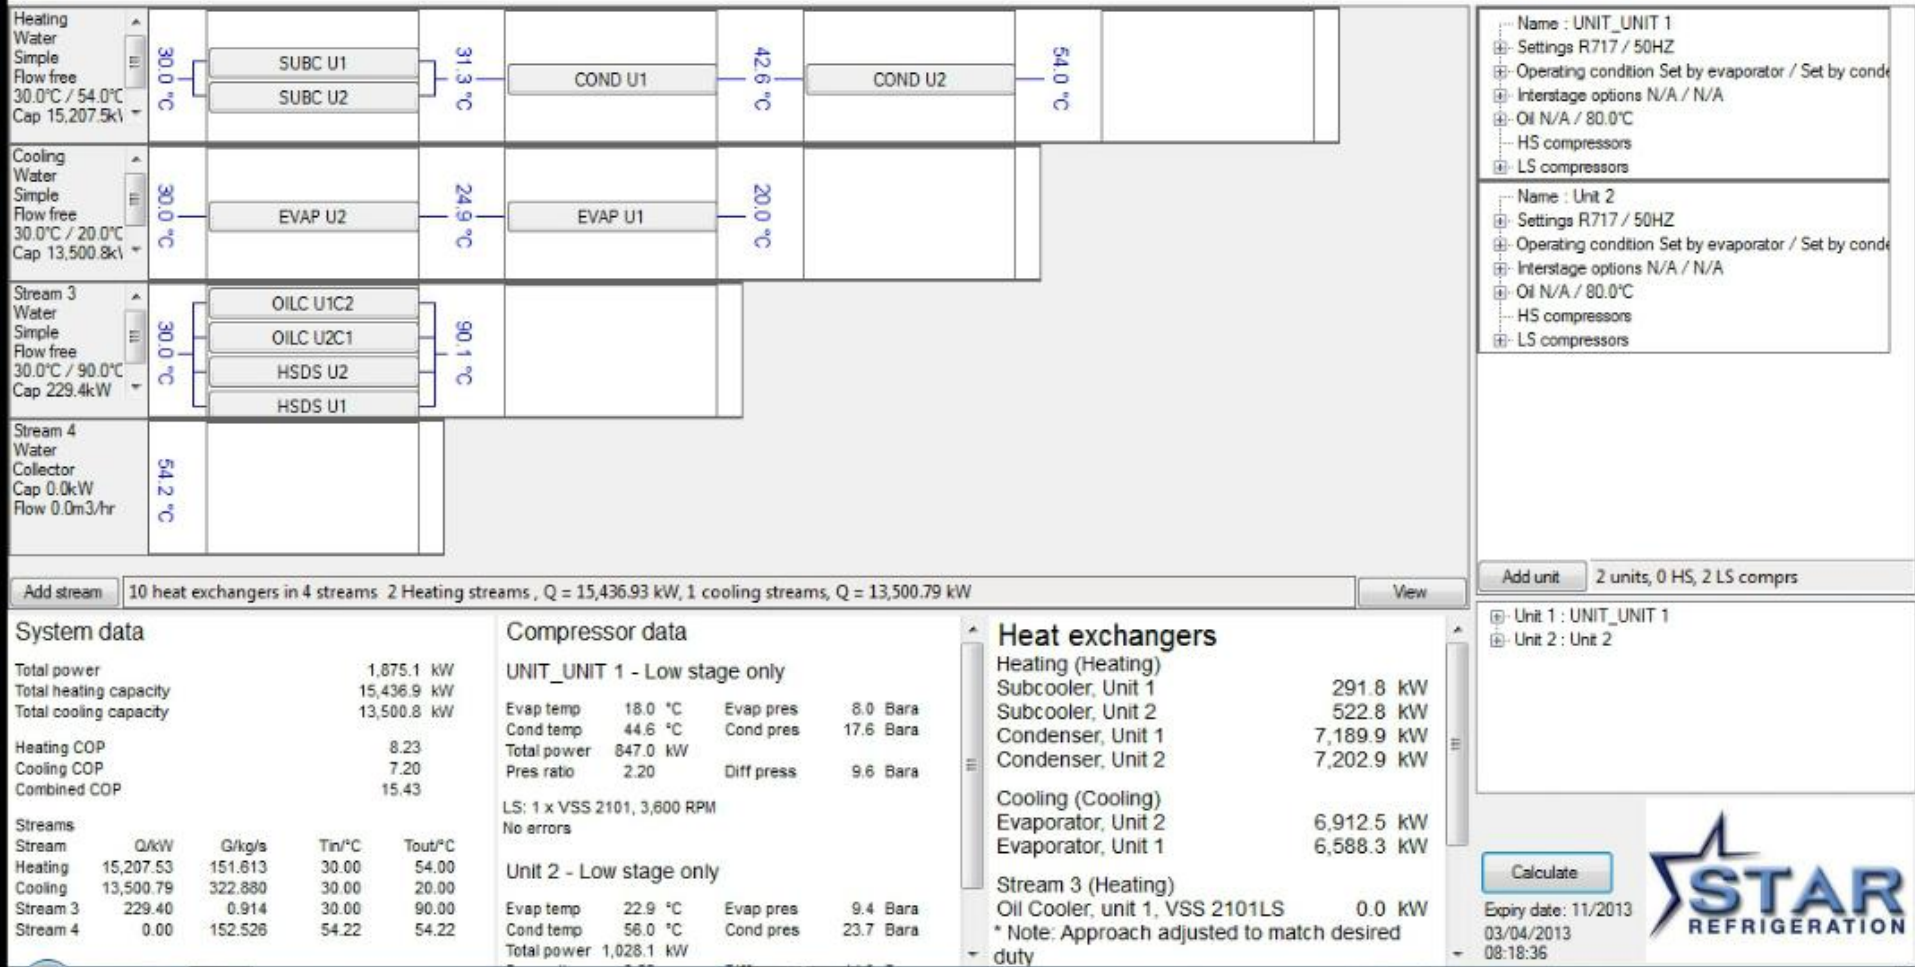 Heating
Water
Simple
Flow free
30.0°C / 54.0°C
Cap 15,207.5k\
30.0 °C
SUBC U1
SUBC U2
31.3 °C
COND U1
42.6 °C
COND U2
54.0 °C
Cooling
Water
Simple
Flow free
30.0°C / 20.0°C
Cap 13,500.8k\
30.0 °C
EVAP U2
24.9 °C
EVAP U1
20.0 °C
Stream 3
Water
Simple
Flow free
30.0°C / 90.0°C
Cap 229.4kW
30.0 °C
OILC U1C2
OILC U2C1
HSDS U2
HSDS U1
90.1 °C
Stream 4
Water
Collector
Cap 0.0kW
Flow 0.0m3/hr
54.2 °C
Add stream
10 heat exchangers in 4 streams 2 Heating streams , Q = 15,436.93 kW, 1 cooling streams, Q = 13,500.79 kW
View
Name : UNIT_UNIT 1
Settings R717 / 50HZ
Operating condition Set by evaporator / Set by conde
Interstage options N/A / N/A
Oil N/A / 80.0°C
HS compressors
LS compressors
Name : Unit 2
Settings R717 / 50HZ
Operating condition Set by evaporator / Set by conde
Interstage options N/A / N/A
Oil N/A / 80.0°C
HS compressors
LS compressors
Add unit
2 units, 0 HS, 2 LS comprs
System data
Total power 1,875.1 kW
Total heating capacity 15,436.9 kW
Total cooling capacity 13,500.8 kW
Heating COP 8.23
Cooling COP 7.20
Combined COP 15.43
Streams
Stream Q/kW G/kg/s Tin/°C Tout/°C
Heating 15,207.53 151.613 30.00 54.00
Cooling 13,500.79 322.880 30.00 20.00
Stream 3 229.40 0.914 30.00 90.00
Stream 4 0.00 152.526 54.22 54.22
Compressor data
UNIT_UNIT 1 - Low stage only
Evap temp 18.0 °C Evap pres 8.0 Bara
Cond temp 44.6 °C Cond pres 17.6 Bara
Total power 847.0 kW
Pres ratio 2.20 Diff press 9.6 Bara
LS: 1 x VSS 2101, 3,600 RPM
No errors
Unit 2 - Low stage only
Evap temp 22.9 °C Evap pres 9.4 Bara
Cond temp 56.0 °C Cond pres 23.7 Bara
Total power 1,028.1 kW
Heat exchangers
Heating (Heating)
Subcooler, Unit 1 291.8 kW
Subcooler, Unit 2 522.8 kW
Condenser, Unit 1 7,189.9 kW
Condenser, Unit 2 7,202.9 kW
Cooling (Cooling)
Evaporator, Unit 2 6,912.5 kW
Evaporator, Unit 1 6,588.3 kW
Stream 3 (Heating)
Oil Cooler, unit 1, VSS 2101LS 0.0 kW
* Note: Approach adjusted to match desired
duty
Unit 1 : UNIT_UNIT 1
Unit 2 : Unit 2
Calculate
Expiry date: 11/2013
03/04/2013
08:18:36
STAR
REFRIGERATION